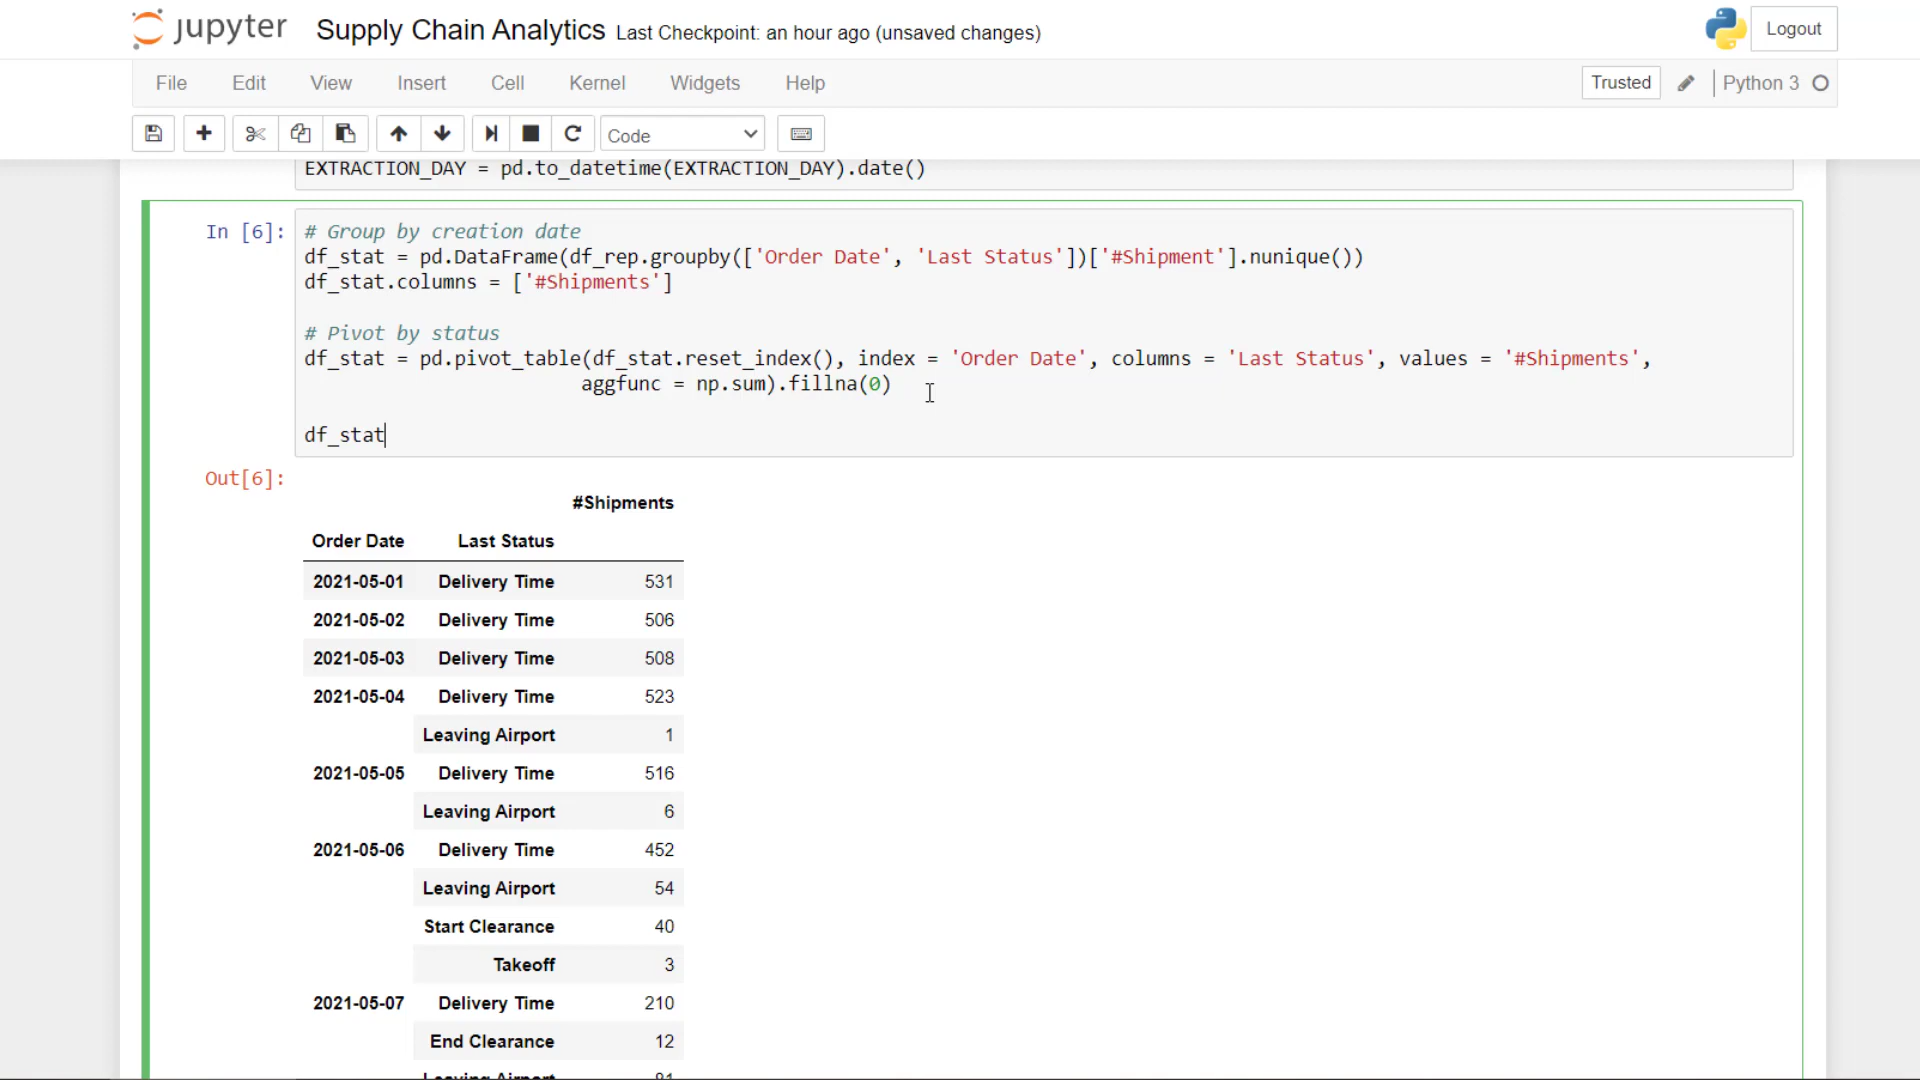 jupyter Supply Chain Analytics Last Checkpoint: an hour ago (unsaved changes) Logout
File Edit View Insert Cell Kernel Widgets Help Trusted Python 3
Code
EXTRACTION_DAY = pd.to_datetime(EXTRACTION_DAY).date()
In [6]: # Group by creation date
df_stat = pd.DataFrame(df_rep.groupby(['Order Date', 'Last Status'])['#Shipment'].nunique())
df_stat.columns = ['#Shipments']
# Pivot by status
df_stat = pd.pivot_table(df_stat.reset_index(), index = 'Order Date', columns = 'Last Status', values = '#Shipments',
aggfunc = np.sum).fillna(0)
df_stat
Out[6]:
#Shipments
Order Date Last Status
2021-05-01 Delivery Time 531
2021-05-02 Delivery Time 506
2021-05-03 Delivery Time 508
2021-05-04 Delivery Time 523
Leaving Airport 1
2021-05-05 Delivery Time 516
Leaving Airport 6
2021-05-06 Delivery Time 452
Leaving Airport 54
Start Clearance 40
Takeoff 3
2021-05-07 Delivery Time 210
End Clearance 12
Leaving Airport